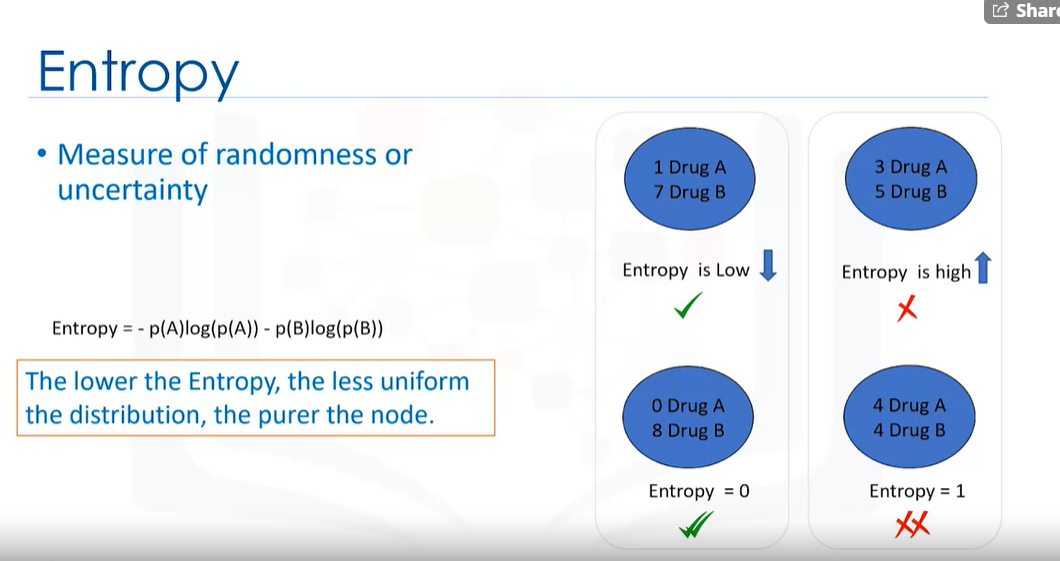 Share
Entropy
• Measure of randomness or
uncertainty
Entropy = - p(A)log(p(A)) - p(B)log(p(B))
The lower the Entropy, the less uniform
the distribution, the purer the node.
1 Drug A
7 Drug B
Entropy is Low
3 Drug A
5 Drug B
Entropy is high
0 Drug A
8 Drug B
Entropy = 0
4 Drug A
4 Drug B
Entropy = 1